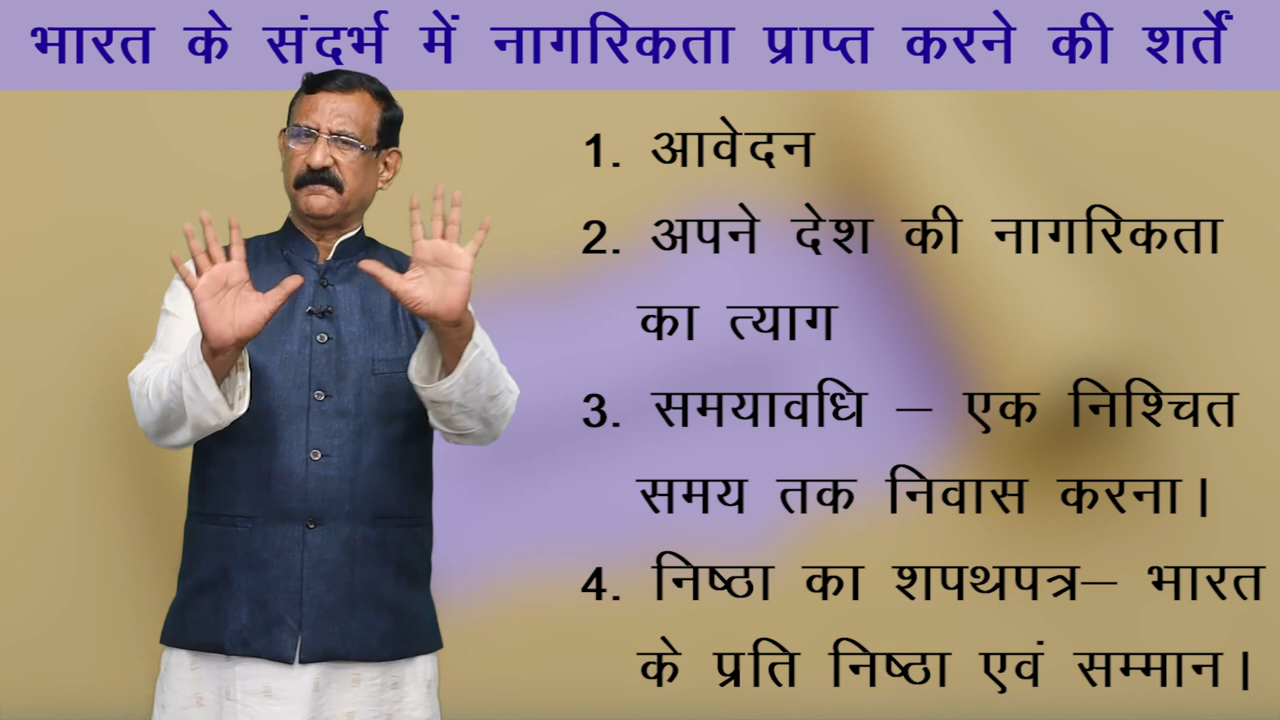 भारत के संदर्भ में नागरिकता प्राप्त करने की शर्तें
1. आवेदन
2. अपने देश की नागरिकता
का त्याग
3. समयावधि – एक निश्चित
समय तक निवास करना।
4. निष्ठा का शपथपत्र– भारत
के प्रति निष्ठा एवं सम्मान।